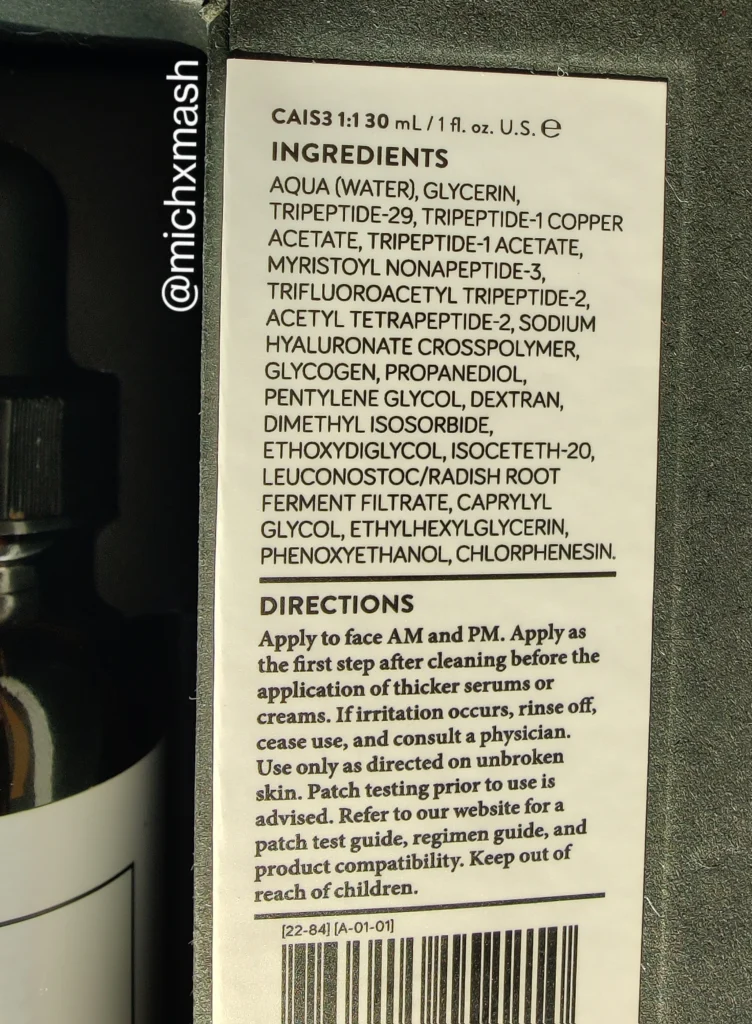 @michxmash
CAIS3 1:1 30 mL / 1 fl. oz. U.S. ℮
INGREDIENTS
AQUA (WATER), GLYCERIN,
TRIPEPTIDE-29, TRIPEPTIDE-1 COPPER
ACETATE, TRIPEPTIDE-1 ACETATE,
MYRISTOYL NONAPEPTIDE-3,
TRIFLUOROACETYL TRIPEPTIDE-2,
ACETYL TETRAPEPTIDE-2, SODIUM
HYALURONATE CROSSPOLYMER,
GLYCOGEN, PROPANEDIOL,
PENTYLENE GLYCOL, DEXTRAN,
DIMETHYL ISOSORBIDE,
ETHOXYDIGLYCOL, ISOCETETH-20,
LEUCONOSTOC/RADISH ROOT
FERMENT FILTRATE, CAPRYLYL
GLYCOL, ETHYLHEXYLGLYCERIN,
PHENOXYETHANOL, CHLORPHENESIN.
DIRECTIONS
Apply to face AM and PM. Apply as
the first step after cleaning before the
application of thicker serums or
creams. If irritation occurs, rinse off,
cease use, and consult a physician.
Use only as directed on unbroken
skin. Patch testing prior to use is
advised. Refer to our website for a
patch test guide, regimen guide, and
product compatibility. Keep out of
reach of children.
[22-84] [A-01-01]